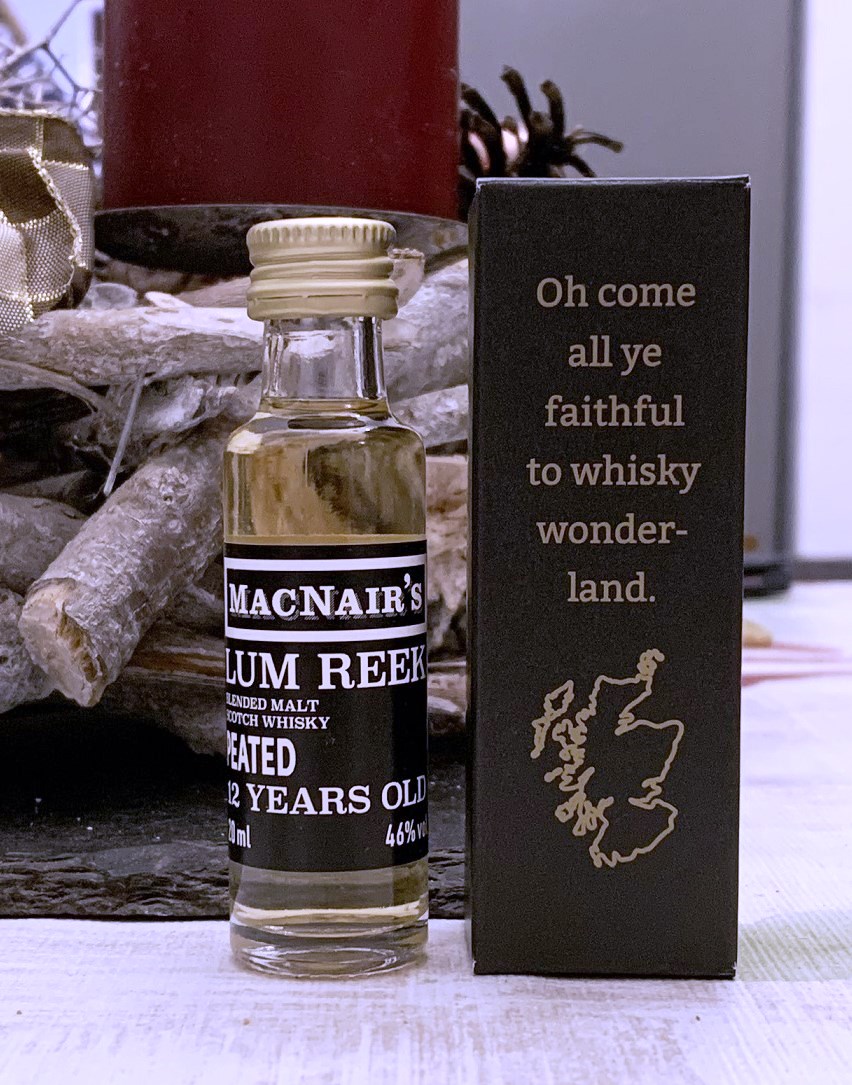 MACNAIR'S
LUM REEK
BLENDED MALT
SCOTCH WHISKY
PEATED
12 YEARS OLD
20 ml 46% vol
Oh come
all ye
faithful
to whisky
wonder-
land.